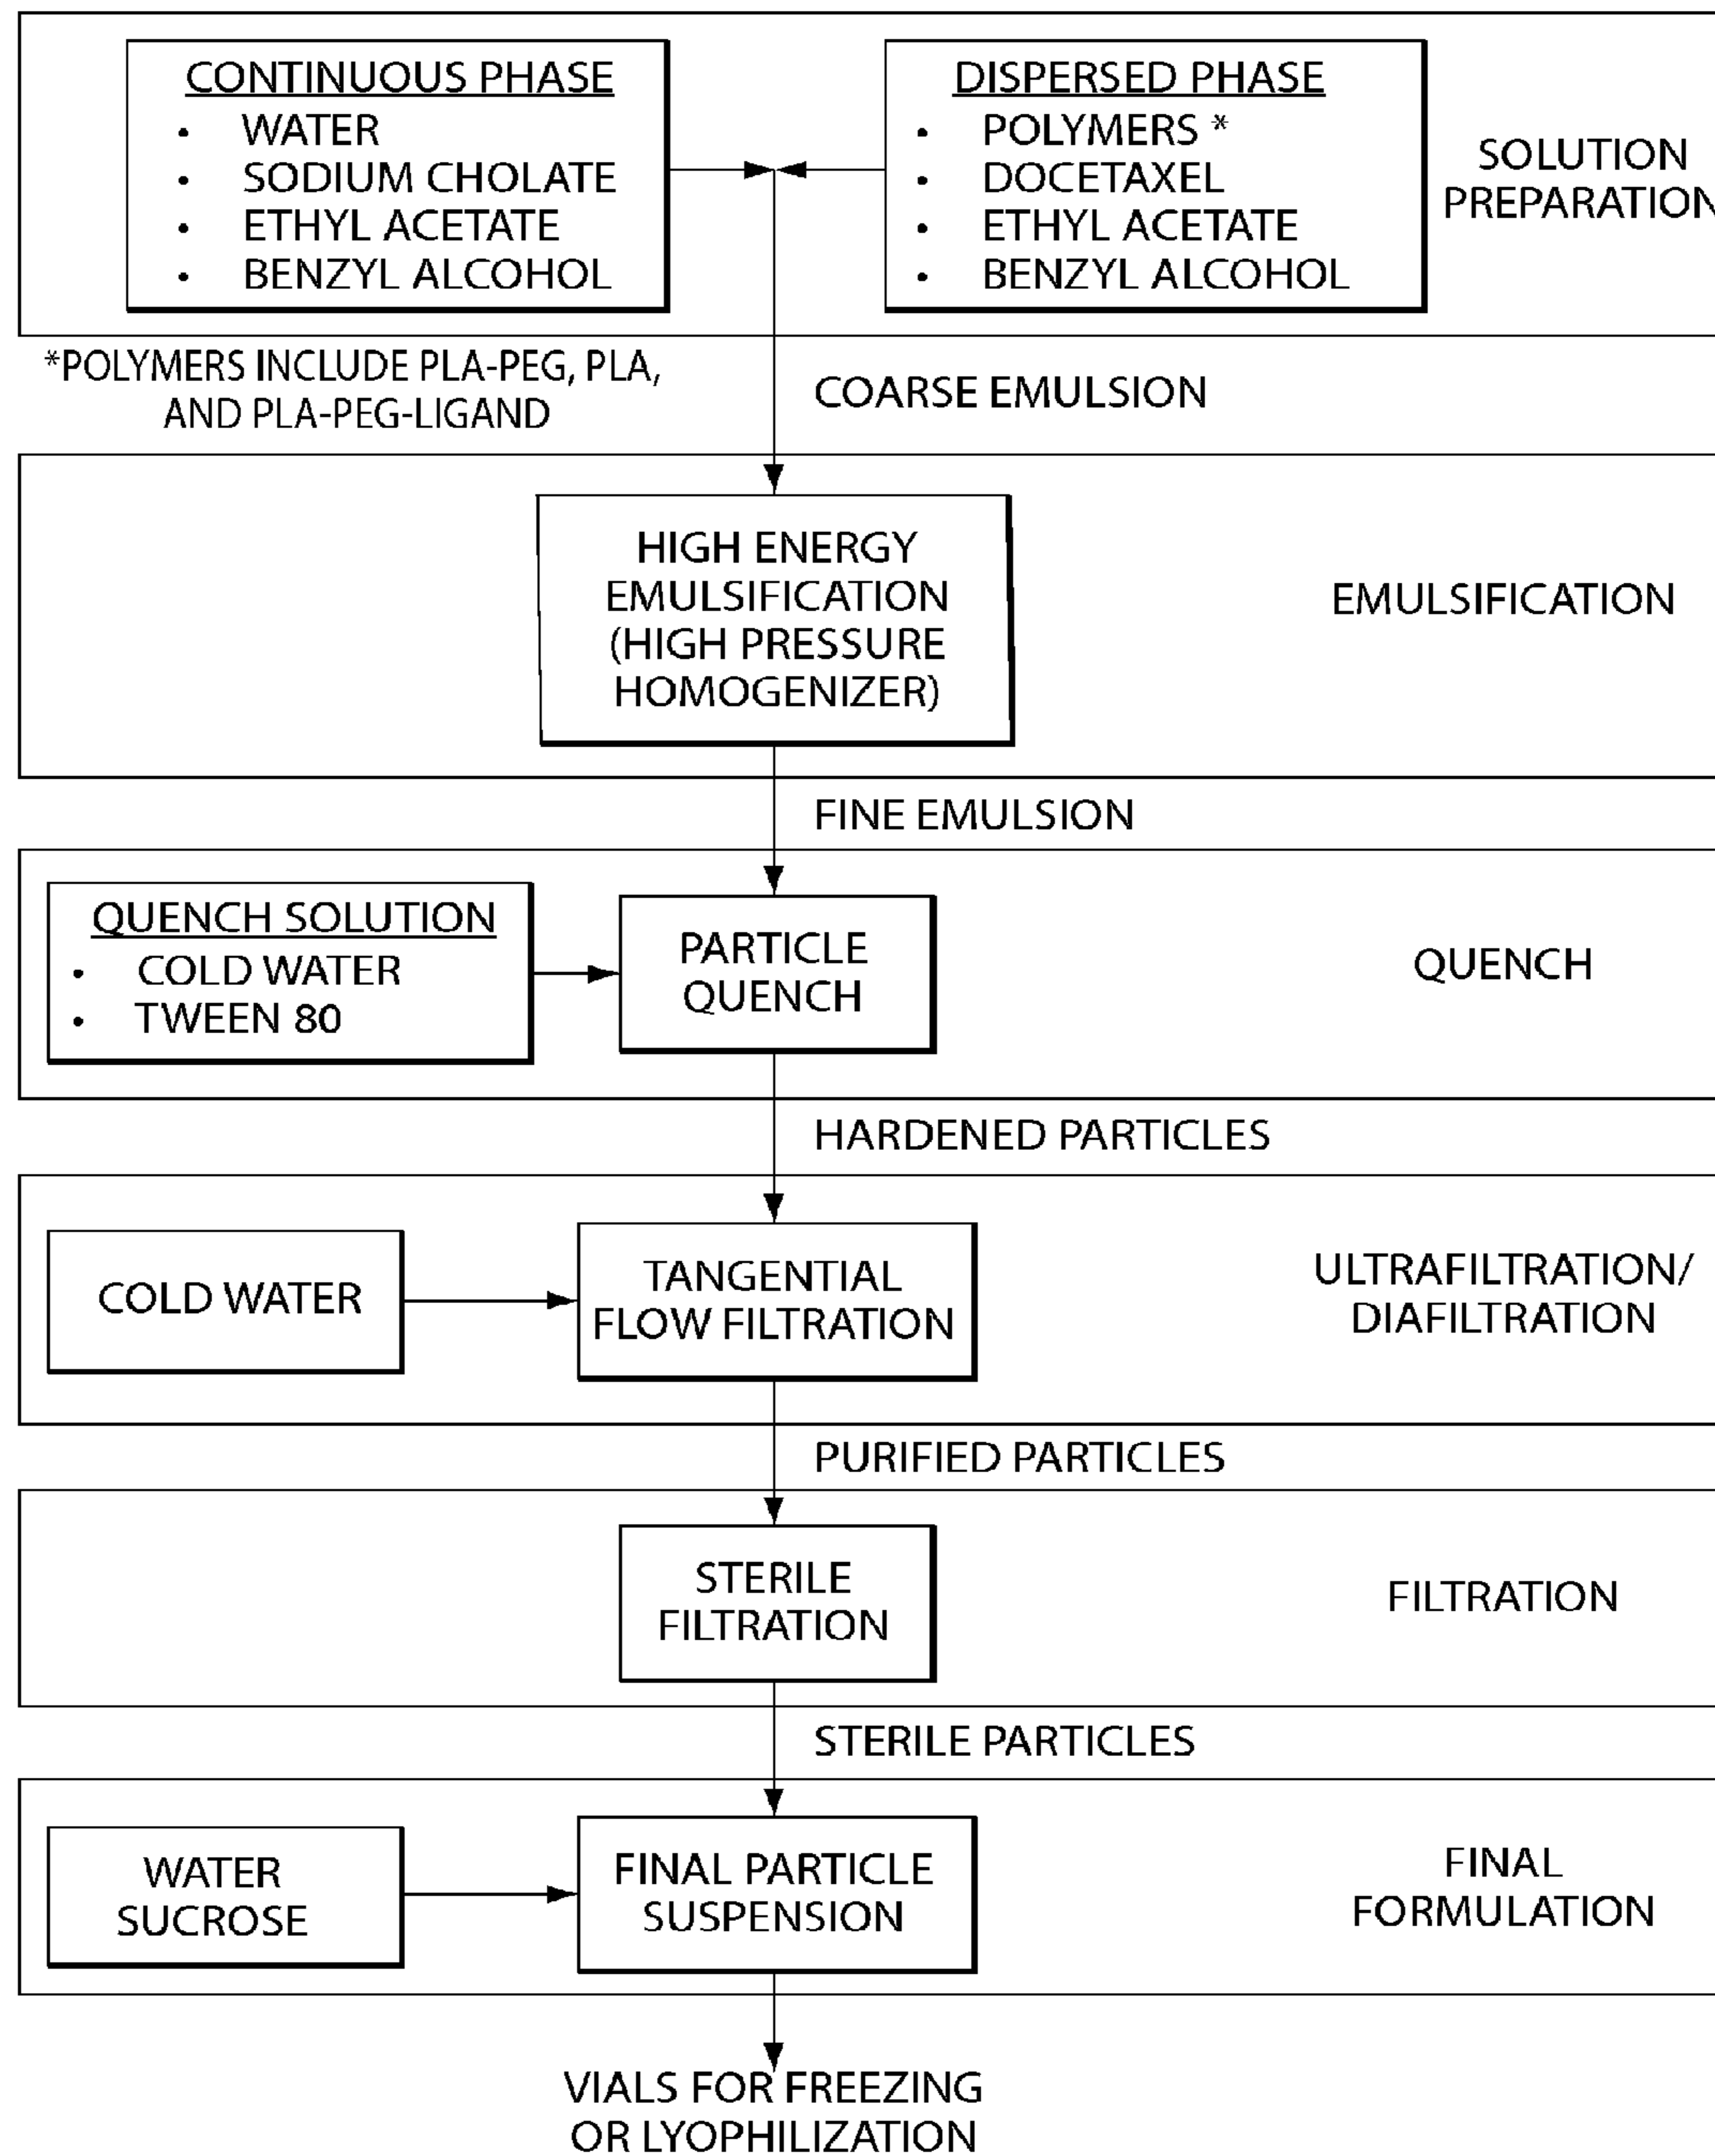 CONTINUOUS PHASE
• WATER
• SODIUM CHOLATE
• ETHYL ACETATE
• BENZYL ALCOHOL
DISPERSED PHASE
• POLYMERS *
• DOCETAXEL
• ETHYL ACETATE
• BENZYL ALCOHOL
SOLUTION
PREPARATION
*POLYMERS INCLUDE PLA-PEG, PLA,
AND PLA-PEG-LIGAND
COARSE EMULSION
HIGH ENERGY
EMULSIFICATION
(HIGH PRESSURE
HOMOGENIZER)
EMULSIFICATION
FINE EMULSION
QUENCH SOLUTION
• COLD WATER
• TWEEN 80
PARTICLE
QUENCH
QUENCH
HARDENED PARTICLES
COLD WATER
TANGENTIAL
FLOW FILTRATION
ULTRAFILTRATION/
DIAFILTRATION
PURIFIED PARTICLES
STERILE
FILTRATION
FILTRATION
STERILE PARTICLES
WATER
SUCROSE
FINAL PARTICLE
SUSPENSION
FINAL
FORMULATION
VIALS FOR FREEZING
OR LYOPHILIZATION